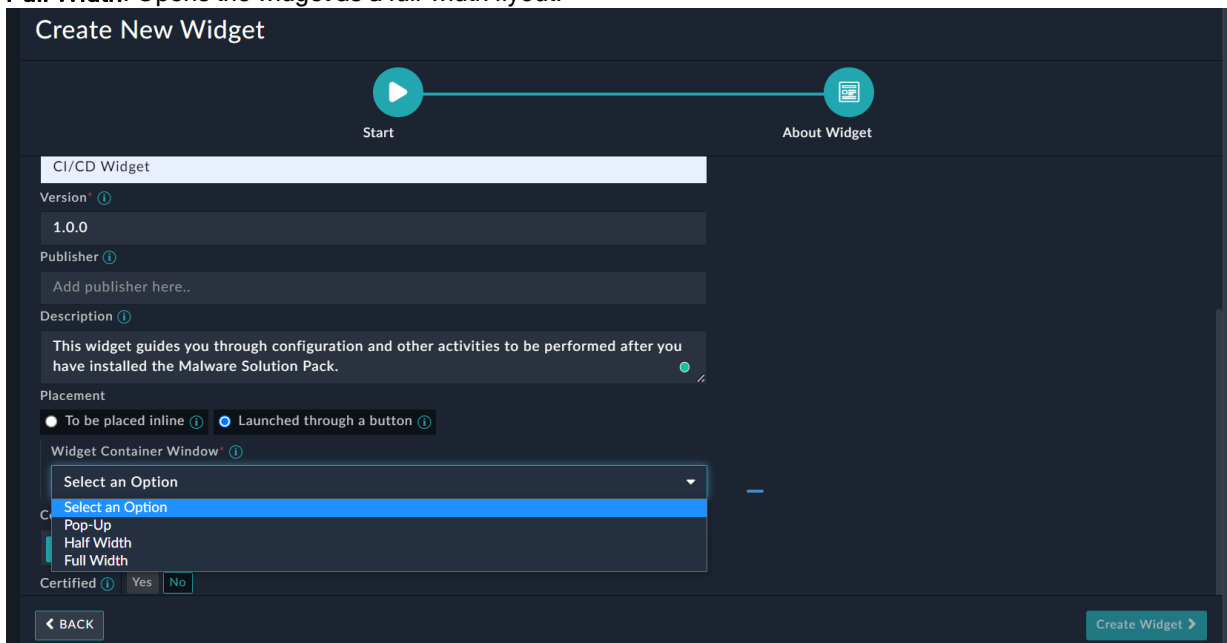 Full Width: Opens the widget as a full-width layout.
Create New Widget
Start
About Widget
CI/CD Widget
Version*
1.0.0
Publisher
Add publisher here..
Description
This widget guides you through configuration and other activities to be performed after you
have installed the Malware Solution Pack.
Placement
To be placed inline
Launched through a button
Widget Container Window*
Select an Option
Select an Option
Pop-Up
Half Width
Full Width
Certified
Yes
No
BACK
Create Widget